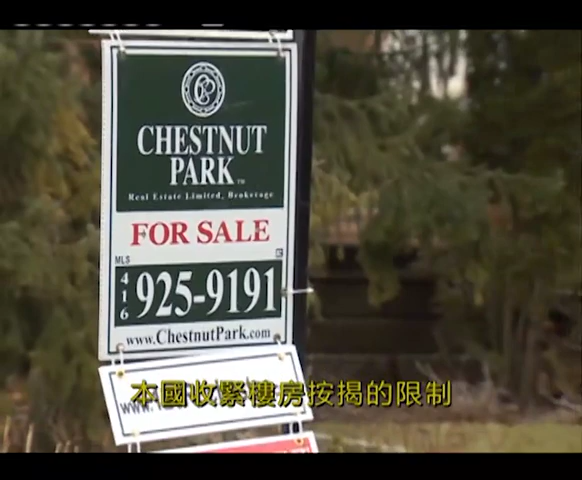 CHESTNUT
PARK™
Real Estate Limited, Brokerage
FOR SALE
MLS
416 925-9191
www.ChestnutPark.com
本國收緊樓房按揭的限制